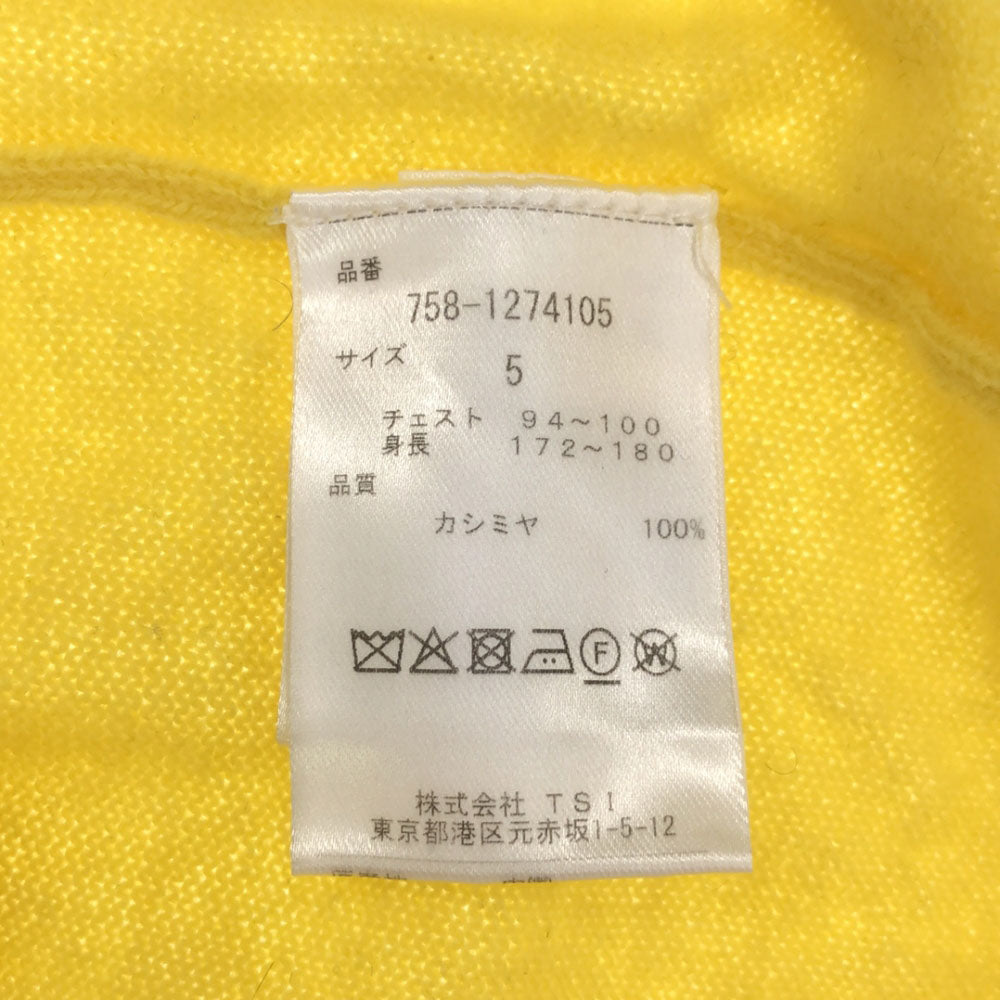 品番
758-1274105
サイズ 5
チェスト 94～100
身長 172～180
品質
カシミヤ 100%
F
W
株式会社 TSI
東京都港区元赤坂1-5-12